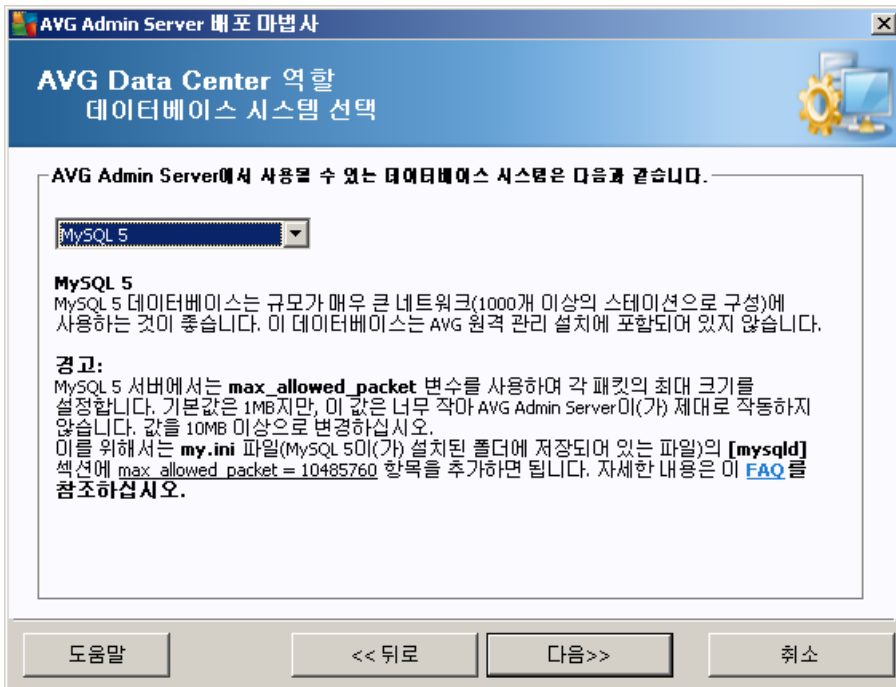 AVG Admin Server 배포 마법사
AVG Data Center 역할
데이터베이스 시스템 선택
AVG Admin Server에서 사용될 수 있는 데이터베이스 시스템은 다음과 같습니다.
MySQL 5
MySQL 5
MySQL 5 데이터베이스는 규모가 매우 큰 네트워크(1000개 이상의 스테이션으로 구성)에
사용하는 것이 좋습니다. 이 데이터베이스는 AVG 원격 관리 설치에 포함되어 있지 않습니다.
경고:
MySQL 5 서버에서는 max_allowed_packet 변수를 사용하여 각 패킷의 최대 크기를
설정합니다. 기본값은 1MB지만, 이 값은 너무 작아 AVG Admin Server이(가) 제대로 작동하지
않습니다. 값을 10MB 이상으로 변경하십시오.
이를 위해서는 my.ini 파일(MySQL 5이(가) 설치된 폴더에 저장되어 있는 파일)의 [mysqld]
섹션에 max_allowed_packet = 10485760 항목을 추가하면 됩니다. 자세한 내용은 이 FAQ를
참조하십시오.
도움말
<< 뒤로
다음>>
취소